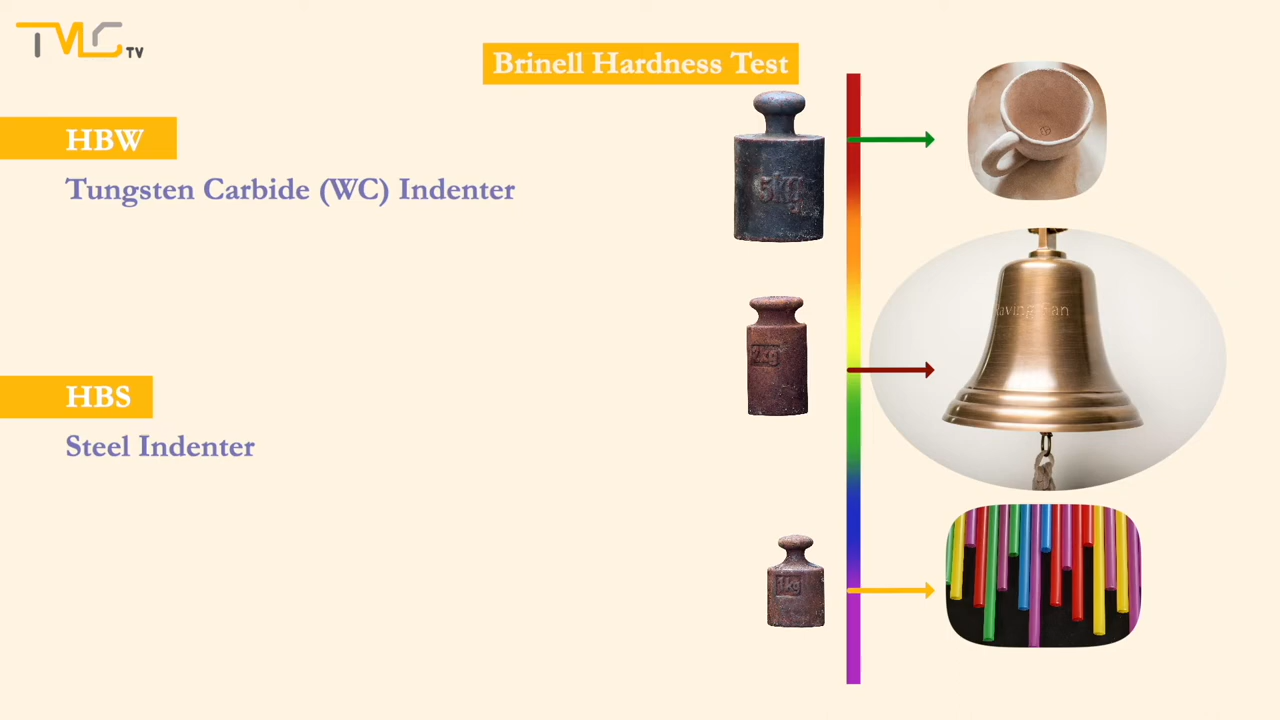 TMC TV
Brinell Hardness Test
HBW
Tungsten Carbide (WC) Indenter
5kg
2kg
HBS
Steel Indenter
1kg